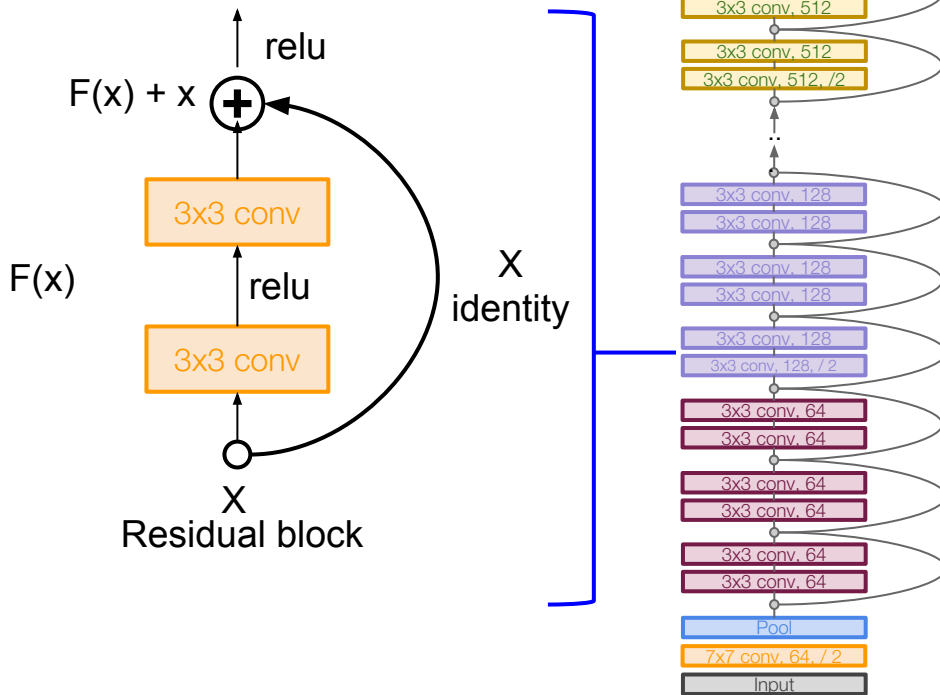 relu
F(x) + x
3x3 conv
F(x)
relu
X
identity
3x3 conv
X
Residual block
3x3 conv, 512
3x3 conv, 512
3x3 conv, 512, /2
..
3x3 conv, 128
3x3 conv, 128
3x3 conv, 128
3x3 conv, 128
3x3 conv, 128
3x3 conv, 128, / 2
3x3 conv, 64
3x3 conv, 64
3x3 conv, 64
3x3 conv, 64
3x3 conv, 64
3x3 conv, 64
Pool
7x7 conv, 64, / 2
Input